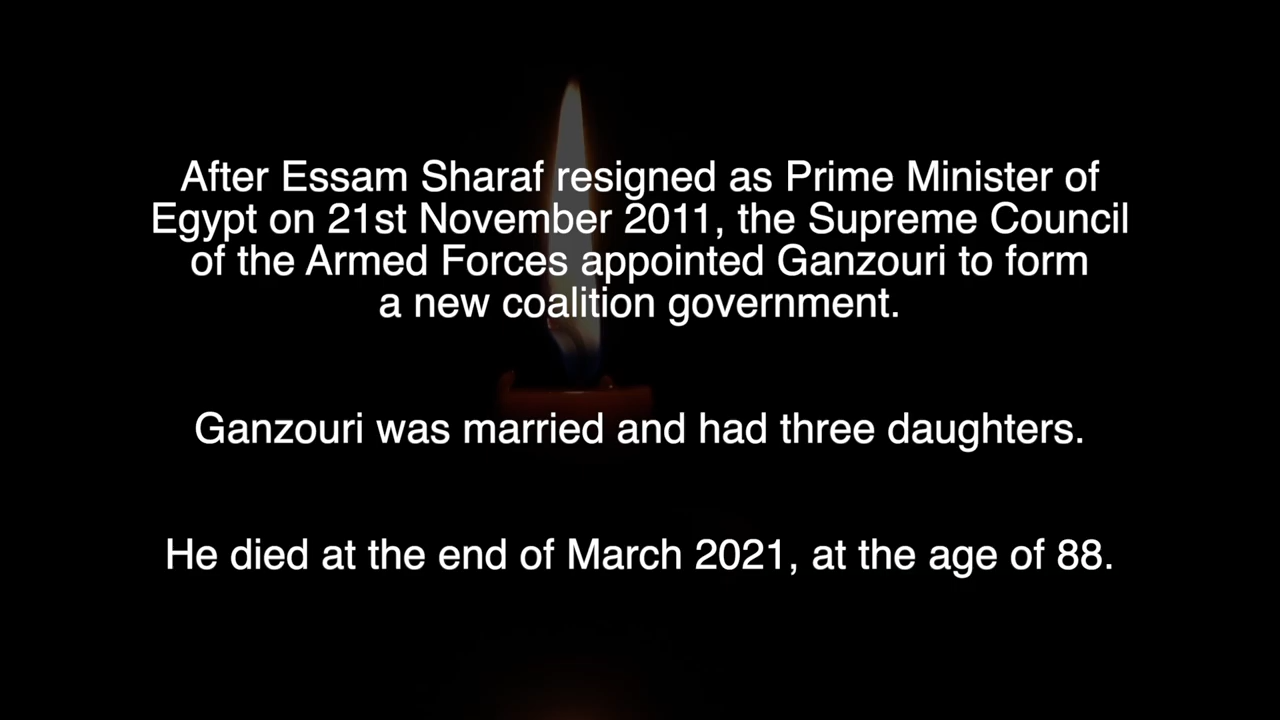 After Essam Sharaf resigned as Prime Minister of
Egypt on 21st November 2011, the Supreme Council
of the Armed Forces appointed Ganzouri to form
a new coalition government.
Ganzouri was married and had three daughters.
He died at the end of March 2021, at the age of 88.